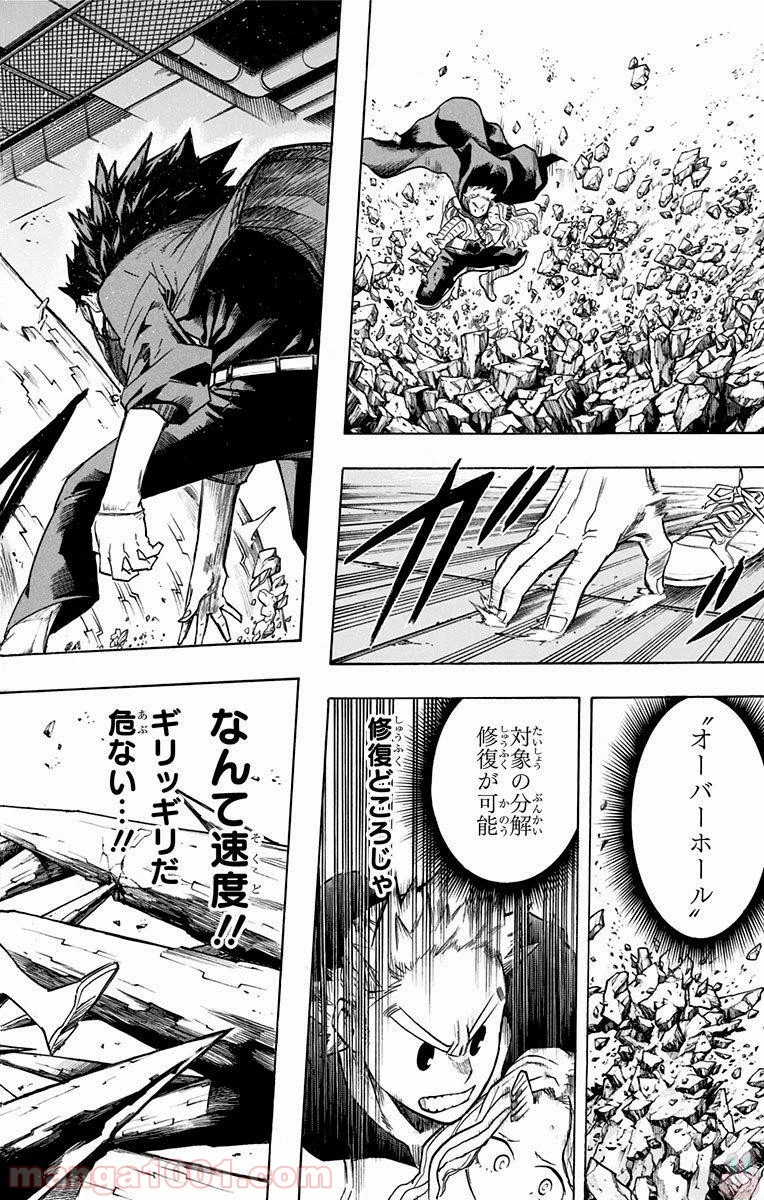 ガガッ
〝オーバーホール〟
対象の分解
修復が可能
修復どころじゃ
なんて速度!!
ギリッギリだ
危ない…!!
manga1001.com